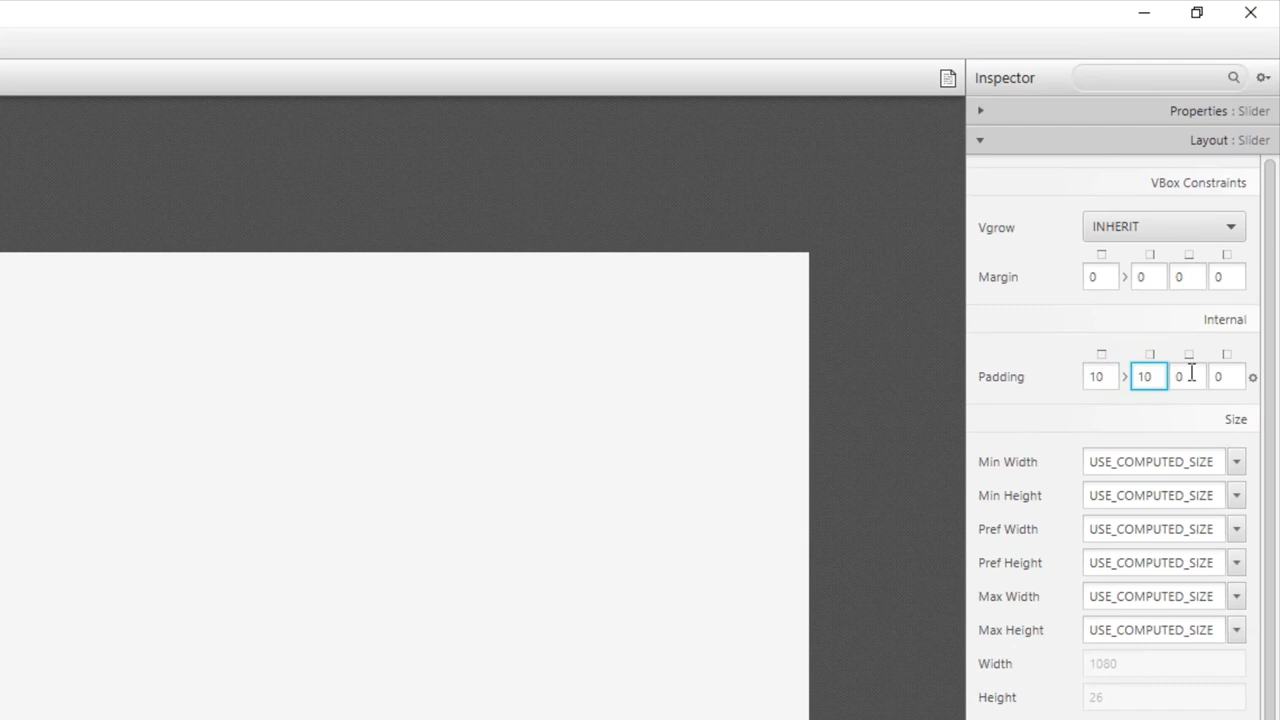 Inspector
Properties : Slider
Layout : Slider
VBox Constraints
Vgrow INHERIT
Margin 0 > 0 0 0
Internal
Padding 10 > 10 0 0
Size
Min Width USE_COMPUTED_SIZE
Min Height USE_COMPUTED_SIZE
Pref Width USE_COMPUTED_SIZE
Pref Height USE_COMPUTED_SIZE
Max Width USE_COMPUTED_SIZE
Max Height USE_COMPUTED_SIZE
Width 1080
Height 26